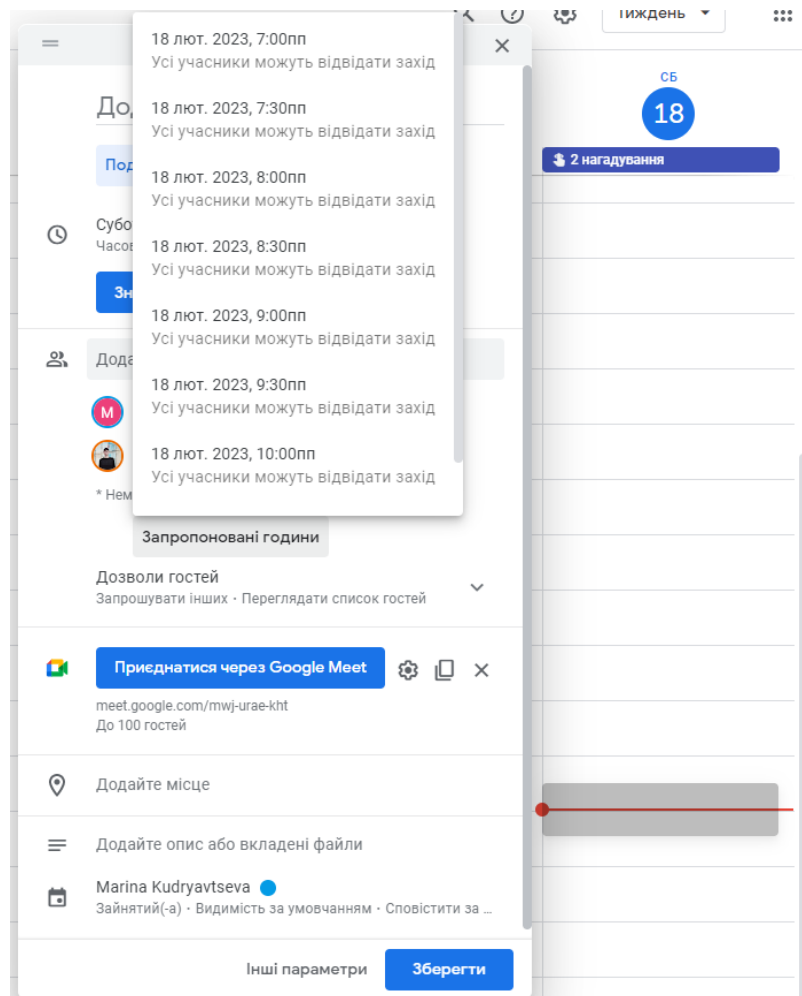 Тиждень
СБ
18
2 нагадування
18 лют. 2023, 7:00пп
Усі учасники можуть відвідати захід
18 лют. 2023, 7:30пп
Усі учасники можуть відвідати захід
18 лют. 2023, 8:00пп
Усі учасники можуть відвідати захід
18 лют. 2023, 8:30пп
Усі учасники можуть відвідати захід
18 лют. 2023, 9:00пп
Усі учасники можуть відвідати захід
18 лют. 2023, 9:30пп
Усі учасники можуть відвідати захід
18 лют. 2023, 10:00пп
Усі учасники можуть відвідати захід
M
* Нем
Запропоновані години
Дозволи гостей
Запрошувати інших · Переглядати список гостей
Приєднатися через Google Meet
meet.google.com/mwj-urae-kht
До 100 гостей
Додайте місце
Додайте опис або вкладені файли
Marina Kudryavtseva
Зайнятий(-а) · Видимість за умовчанням · Сповістити за ...
Інші параметри
Зберегти